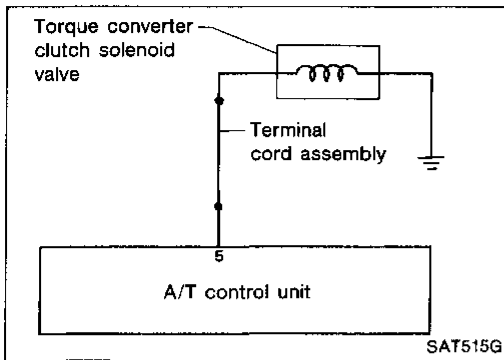 Torque converter
clutch solenoid
valve
Terminal
cord assembly
5
A/T control unit
SAT515G